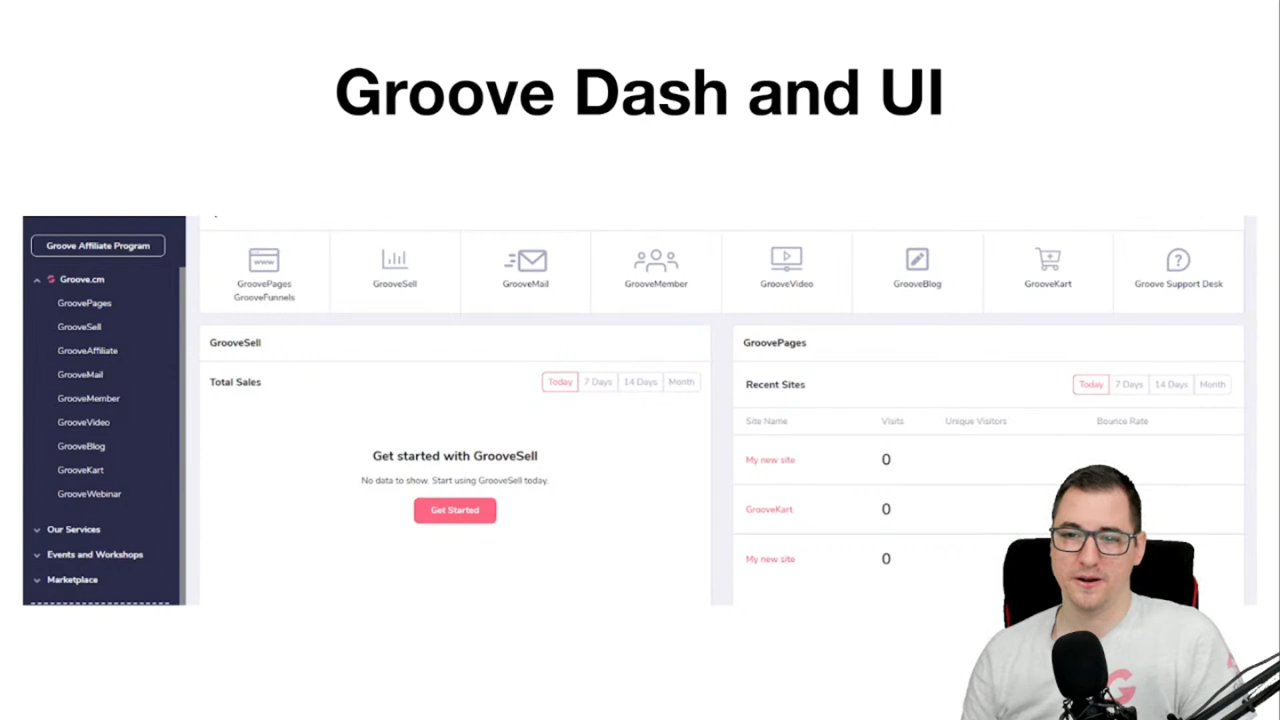 Groove Dash and UI
Groove Affiliate Program
Groove.cm
GroovePages
GrooveSell
GrooveAffiliate
GrooveMail
GrooveMember
GrooveVideo
GrooveBlog
GrooveKart
GrooveWebinar
Our Services
Events and Workshops
Marketplace
www
GroovePages
GrooveFunnels
GrooveSell
GrooveMail
GrooveMember
GrooveVideo
GrooveBlog
GrooveKart
Groove Support Desk
GrooveSell
Total Sales
Today 7 Days 14 Days Month
Get started with GrooveSell
No data to show. Start using GrooveSell today.
Get Started
GroovePages
Recent Sites
Today 7 Days 14 Days Month
Site Name Visits Unique Visitors Bounce Rate
My new site 0
GrooveKart 0
My new site 0